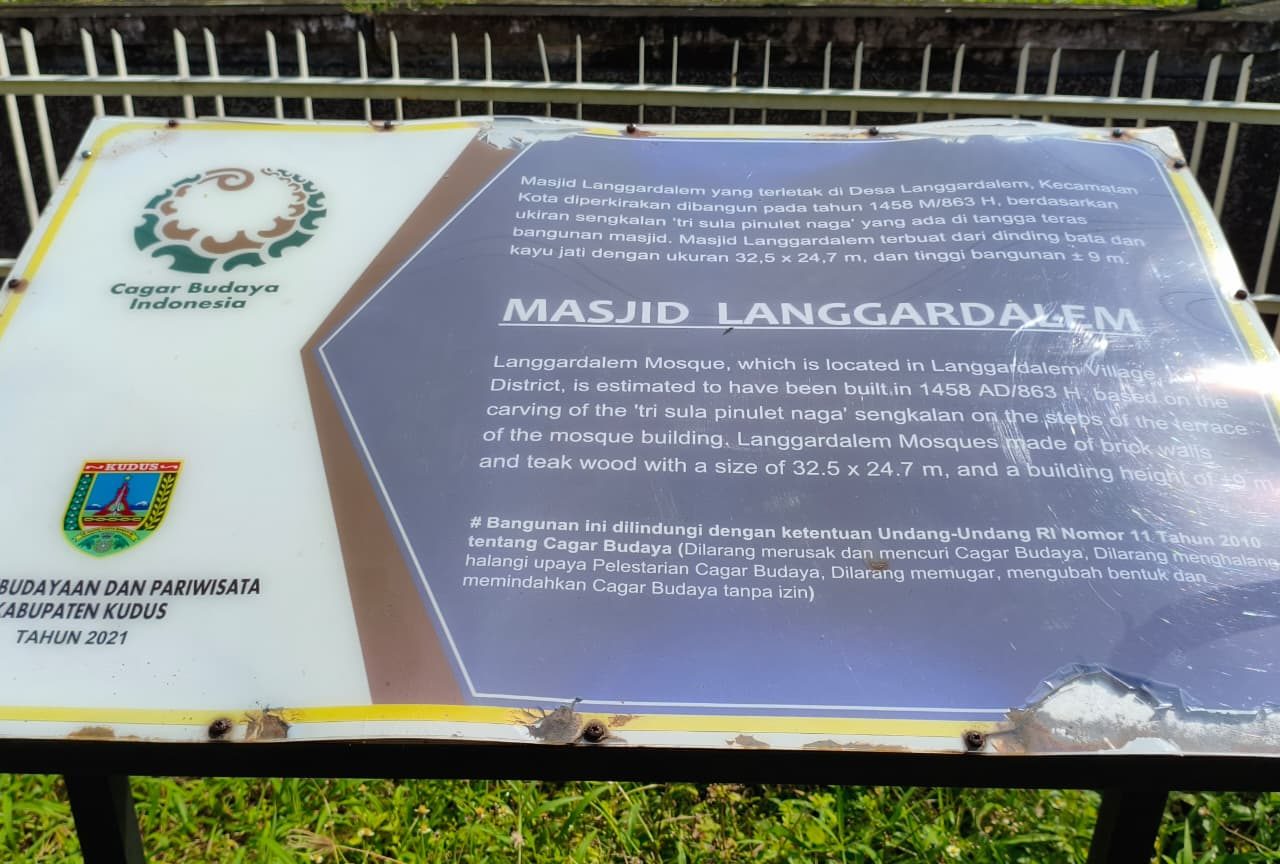 Cagar Budaya
Indonesia
KUDUS
BUDAYAAN DAN PARIWISATA
KABUPATEN KUDUS
TAHUN 2021
Masjid Langgardalem yang terletak di Desa Langgardalem, Kecamatan
Kota diperkirakan dibangun pada tahun 1458 M/863 H, berdasarkan
ukiran sengkalan 'tri sula pinulet naga' yang ada di tangga teras
bangunan masjid. Masjid Langgardalem terbuat dari dinding bata dan
kayu jati dengan ukuran 32,5 x 24,7 m, dan tinggi bangunan ± 9 m.
MASJID LANGGARDALEM
Langgardalem Mosque, which is located in Langgardalem Village,
District, is estimated to have been built in 1458 AD/863 H, based on the
carving of the 'tri sula pinulet naga' sengkalan on the steps of the terrace
of the mosque building. Langgardalem Mosques made of brick walls
and teak wood with a size of 32.5 x 24.7 m, and a building height of ±9 m.
# Bangunan ini dilindungi dengan ketentuan Undang-Undang RI Nomor 11 Tahun 2010
tentang Cagar Budaya (Dilarang merusak dan mencuri Cagar Budaya, Dilarang menghalang
halangi upaya Pelestarian Cagar Budaya, Dilarang memugar, mengubah bentuk dan
memindahkan Cagar Budaya tanpa izin)